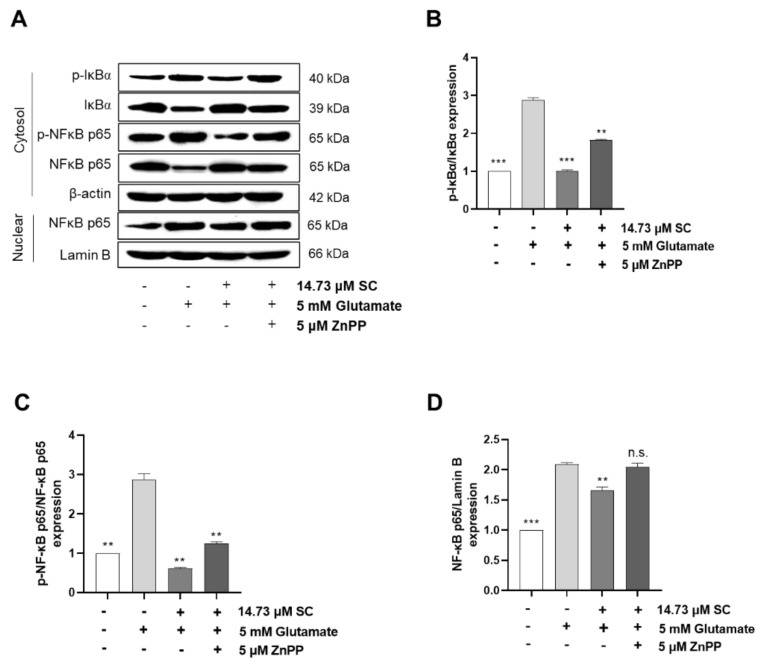 A
Cytosol
Nuclear
p-IκBα 40 kDa
IκBα 39 kDa
p-NFκB p65 65 kDa
NFκB p65 65 kDa
β-actin 42 kDa
NFκB p65 65 kDa
Lamin B 66 kDa
- - + + 14.73 μM SC
- + + + 5 mM Glutamate
- - - + 5 μM ZnPP
B
p-IκBα/IκBα expression
4
3
2
1
0
*** *** **
- - + + 14.73 μM SC
- + + + 5 mM Glutamate
- - - + 5 μM ZnPP
C
p-NF-κB p65/NF-κB p65
expression
4
3
2
1
0
** ** **
- - + + 14.73 μM SC
- + + + 5 mM Glutamate
- - - + 5 μM ZnPP
D
NF-κB p65/Lamin B
expression
2.5
2.0
1.5
1.0
0.5
0.0
*** ** n.s.
- - + + 14.73 μM SC
- + + + 5 mM Glutamate
- - - + 5 μM ZnPP